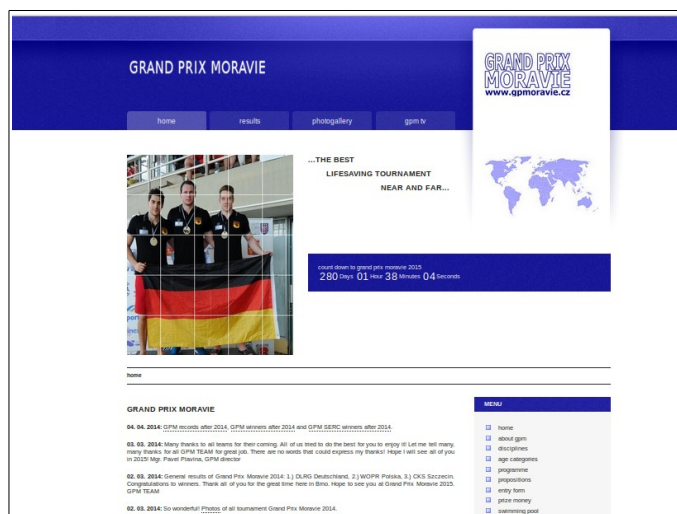 GRAND PRIX MORAVIE
GRAND PRIX
MORAVIE
www.gpmoravie.cz
home results photogallery gpm tv
...THE BEST
LIFESAVING TOURNAMENT
NEAR AND FAR...
count down to grand prix moravie 2015
280 Days 01 Hour 38 Minutes 04 Seconds
home
GRAND PRIX MORAVIE
04. 04. 2014: GPM records after 2014, GPM winners after 2014 and GPM SERC winners after 2014.
03. 03. 2014: Many thanks to all teams for their coming. All of us tried to do the best for you to enjoy it! Let me tell many,
many thanks for all GPM TEAM for great job. There are no words that could express my thanks! Hope I will see all of you
in 2015! Mgr. Pavel Plavina, GPM director
02. 03. 2014: General results of Grand Prix Moravie 2014: 1.) DLRG Deutschland, 2.) WOPR Polska, 3.) CKS Szczecin.
Congratulations to winners. Thank all of you for the great time here in Brno. Hope to see you at Grand Prix Moravie 2015.
GPM TEAM
02. 03. 2014: So wonderful! Photos of all tournament Grand Prix Moravie 2014.
MENU
home
about gpm
disciplines
age categories
programme
propositions
entry form
prize money
swimming pool